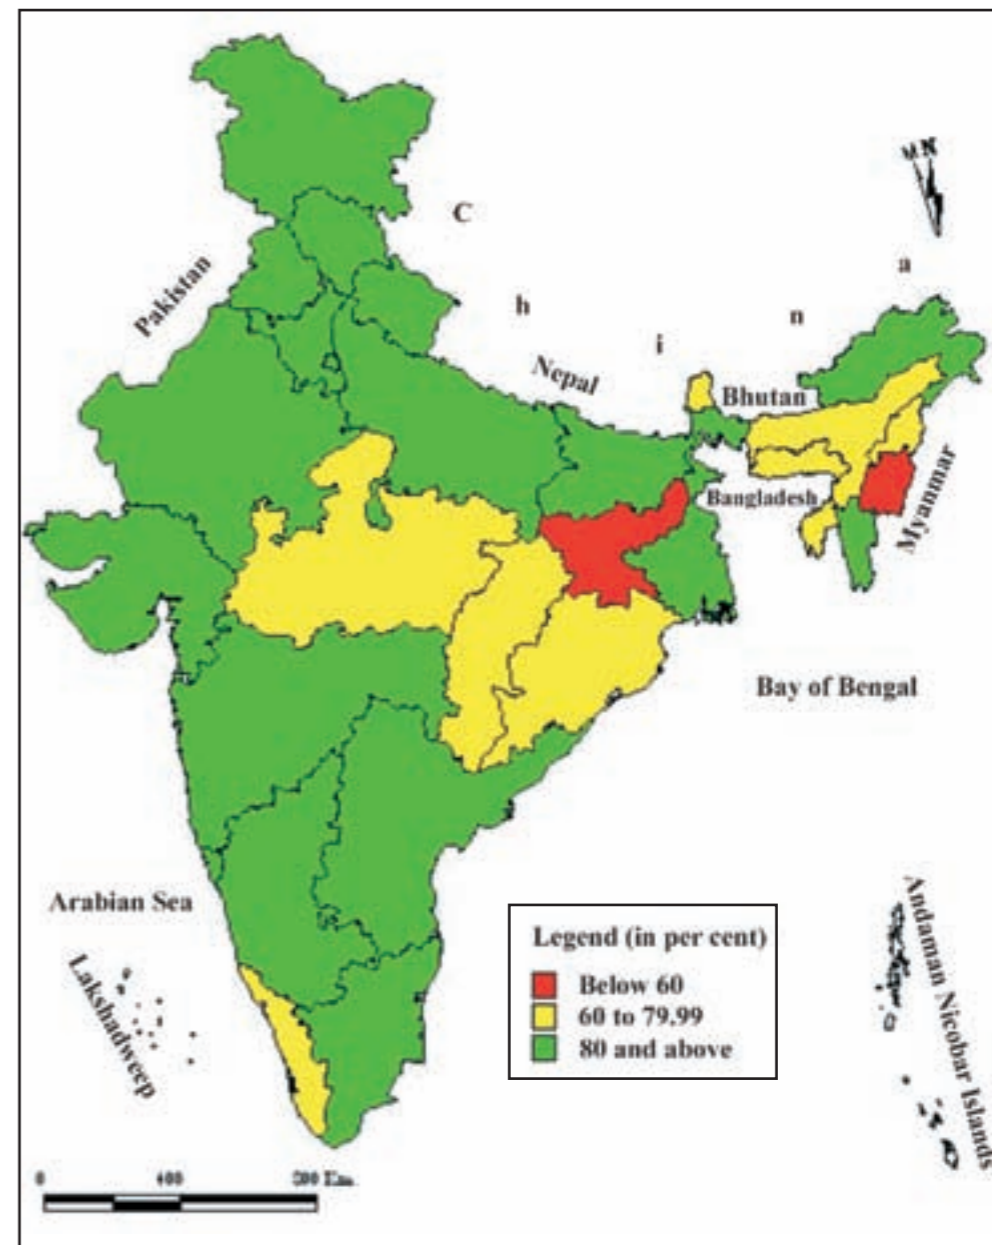 N
C
h
i
n
a
Pakistan
Nepal
Bhutan
Bangladesh
Myanmar
Bay of Bengal
Arabian Sea
Lakshadweep
Andaman Nicobar Islands
Legend (in per cent)
Below 60
60 to 79.99
80 and above
0 400 Km.